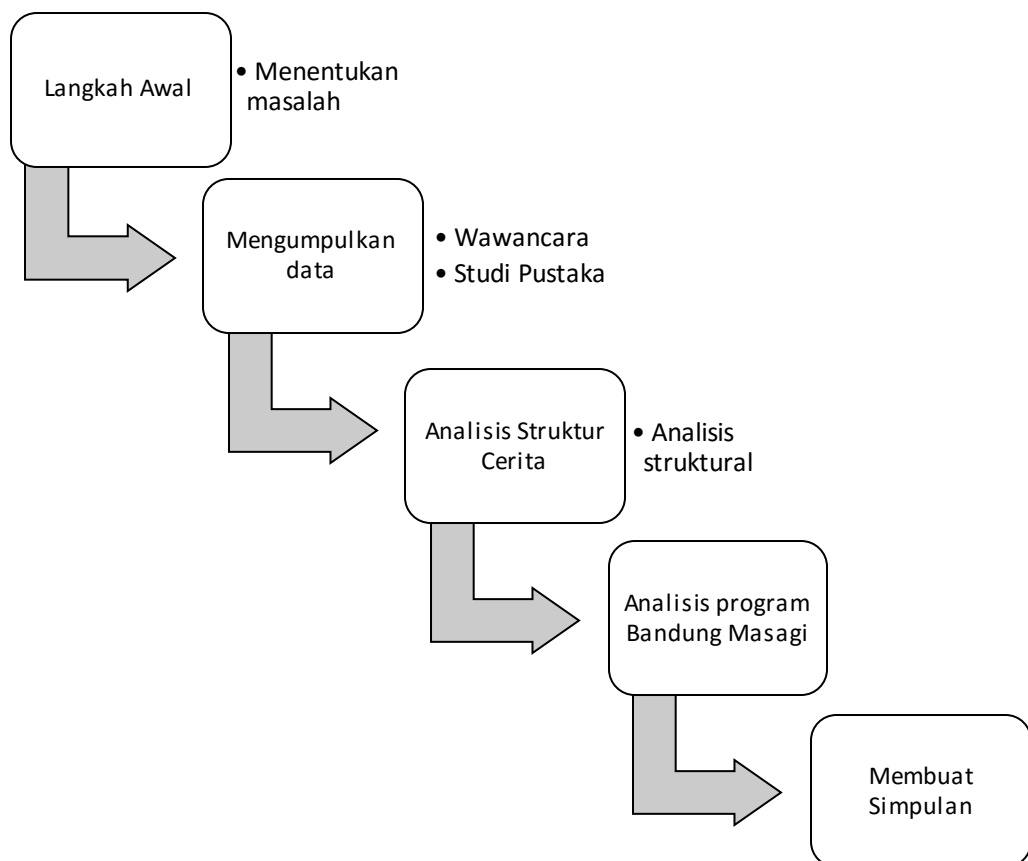 Langkah Awal
• Menentukan
masalah
Mengumpulkan
data
• Wawancara
• Studi Pustaka
Analisis Struktur
Cerita
• Analisis
struktural
Analisis program
Bandung Masagi
Membuat
Simpulan